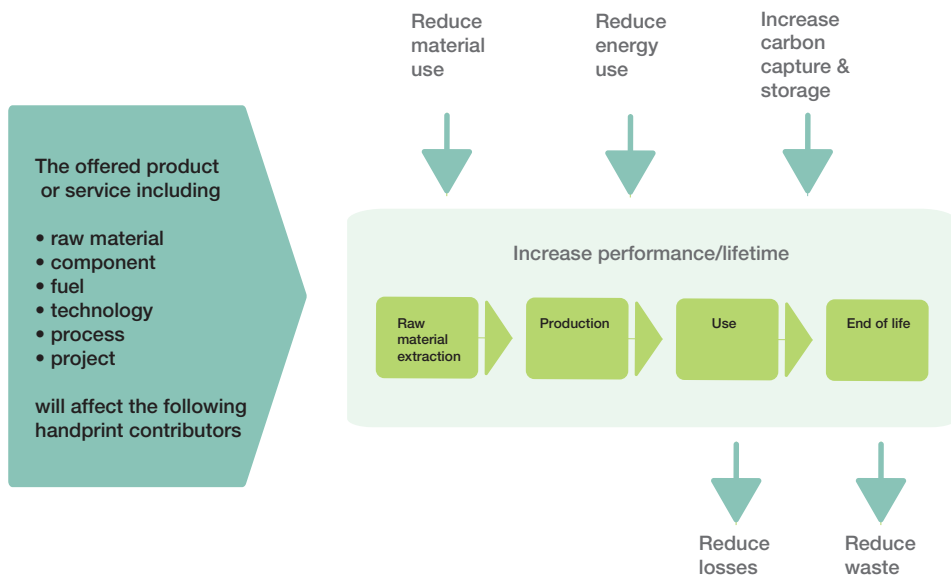 Reduce
material
use
Reduce
energy
use
Increase
carbon
capture &
storage
The offered product
or service including
• raw material
• component
• fuel
• technology
• process
• project
will affect the following
handprint contributors
Increase performance/lifetime
Raw
material
extraction
Production
Use
End of life
Reduce
losses
Reduce
waste